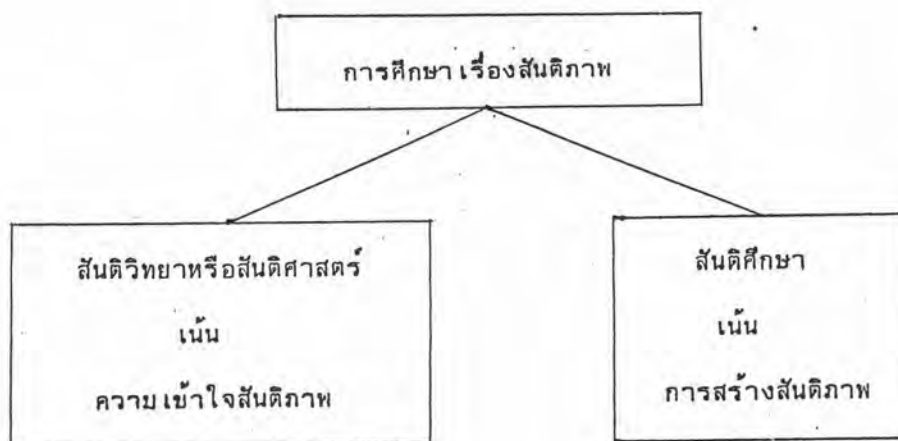 การศึกษาเรื่องสันติภาพ
สันติวิทยาหรือสันติศาสตร์
เน้น
ความเข้าใจสันติภาพ
สันติศึกษา
เน้น
การสร้างสันติภาพ